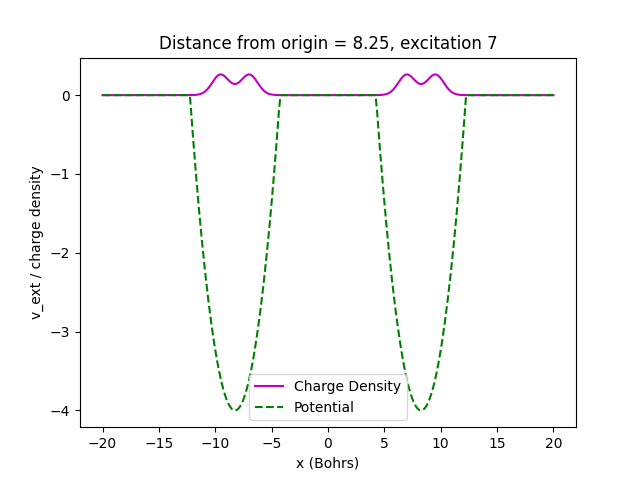 Distance from origin = 8.25, excitation 7
v_ext / charge density
0
−1
−2
−3
−4
Charge Density
Potential
−20 −15 −10 −5 0 5 10 15 20
x (Bohrs)